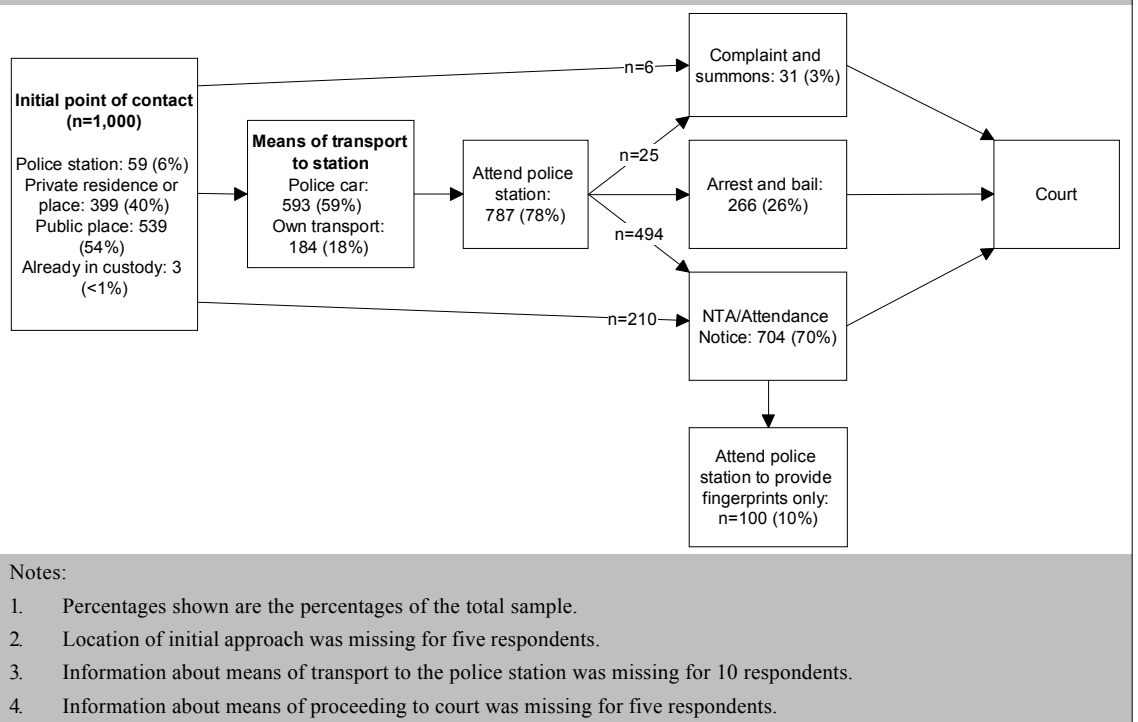 Initial point of contact
(n=1,000)
Police station: 59 (6%)
Private residence or
place: 399 (40%)
Public place: 539
(54%)
Already in custody: 3
(<1%)
Means of transport
to station
Police car:
593 (59%)
Own transport:
184 (18%)
Attend police
station:
787 (78%)
n=6
n=25
n=494
n=210
Complaint and
summons: 31 (3%)
Arrest and bail:
266 (26%)
NTA/Attendance
Notice: 704 (70%)
Attend police
station to provide
fingerprints only:
n=100 (10%)
Court
Notes:
1. Percentages shown are the percentages of the total sample.
2. Location of initial approach was missing for five respondents.
3. Information about means of transport to the police station was missing for 10 respondents.
4. Information about means of proceeding to court was missing for five respondents.